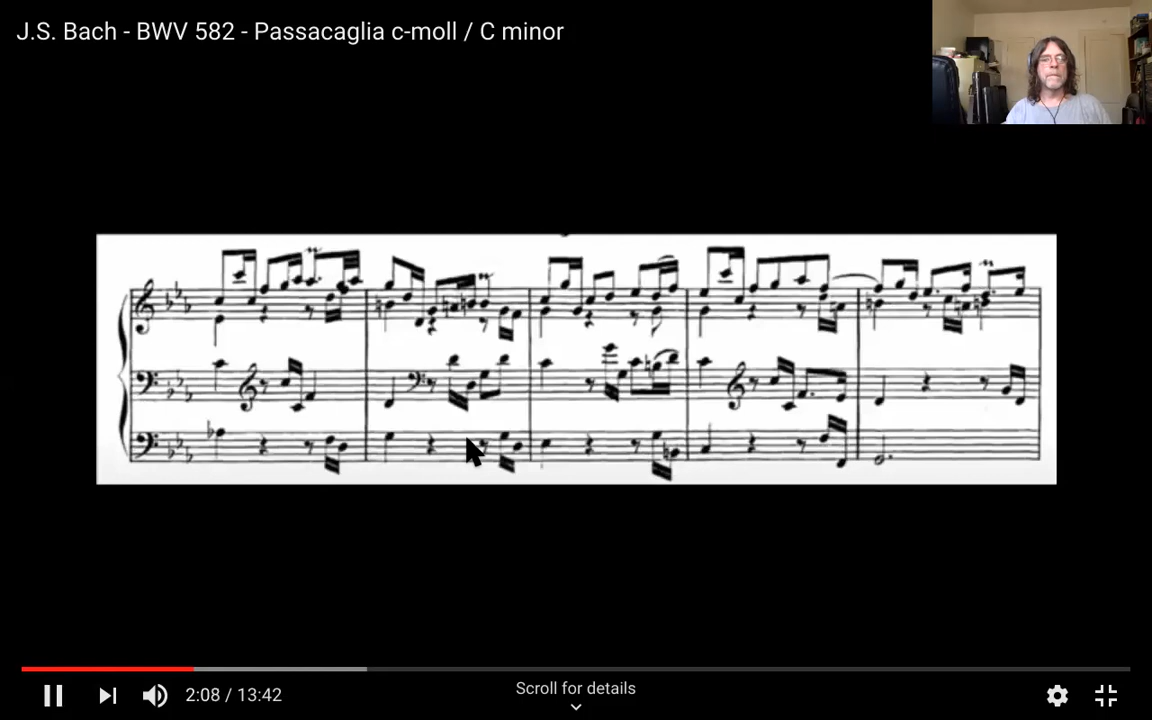 J.S. Bach - BWV 582 - Passacaglia c-moll / C minor
2:08 / 13:42
Scroll for details